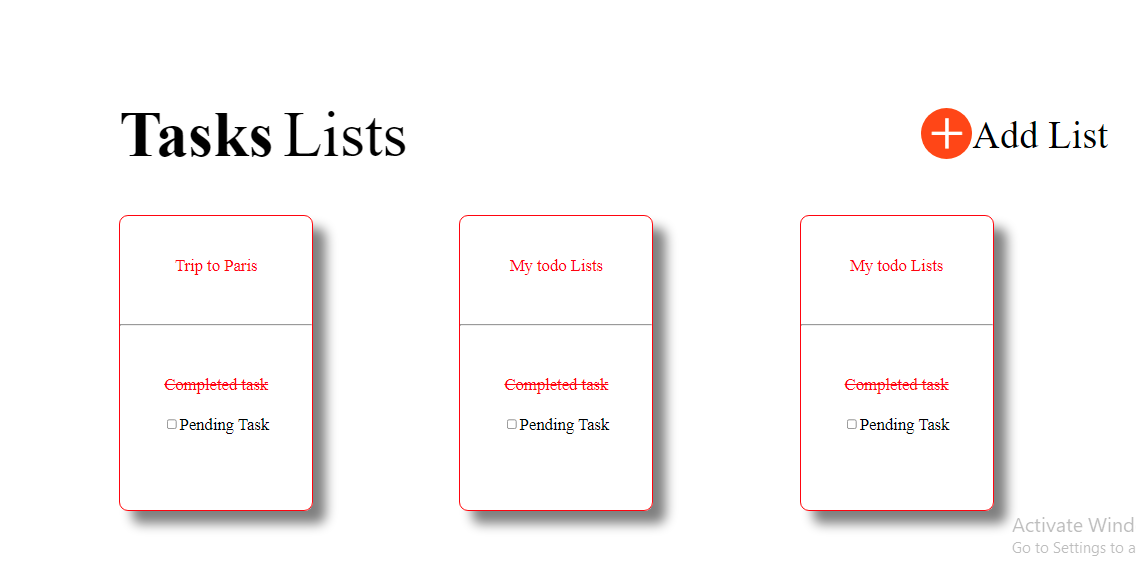 Tasks Lists
Add List
Trip to Paris
Completed task
Pending Task
My todo Lists
Completed task
Pending Task
My todo Lists
Completed task
Pending Task
Activate Wind
Go to Settings to a